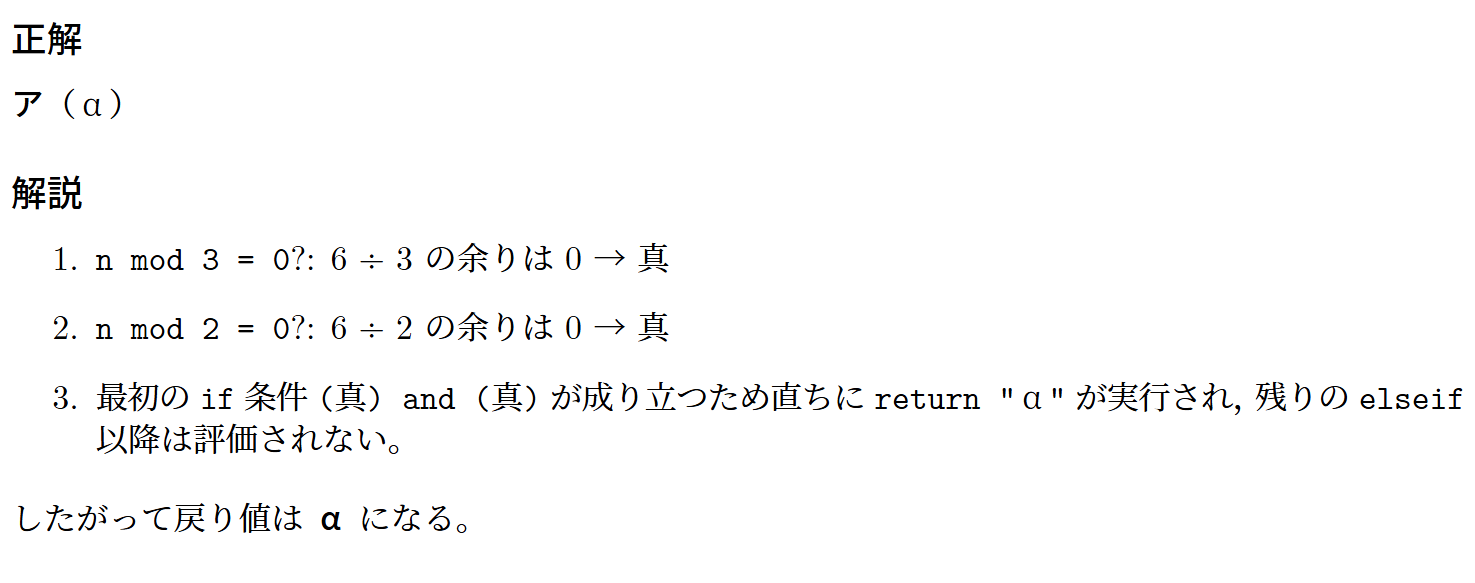 正解
ア（α）
解説
1. n mod 3 = 0?: 6 ÷ 3 の余りは 0 → 真
2. n mod 2 = 0?: 6 ÷ 2 の余りは 0 → 真
3. 最初の if 条件（真） and （真）が成り立つため直ちに return "α" が実行され, 残りの elseif
以降は評価されない。
したがって戻り値は α になる。